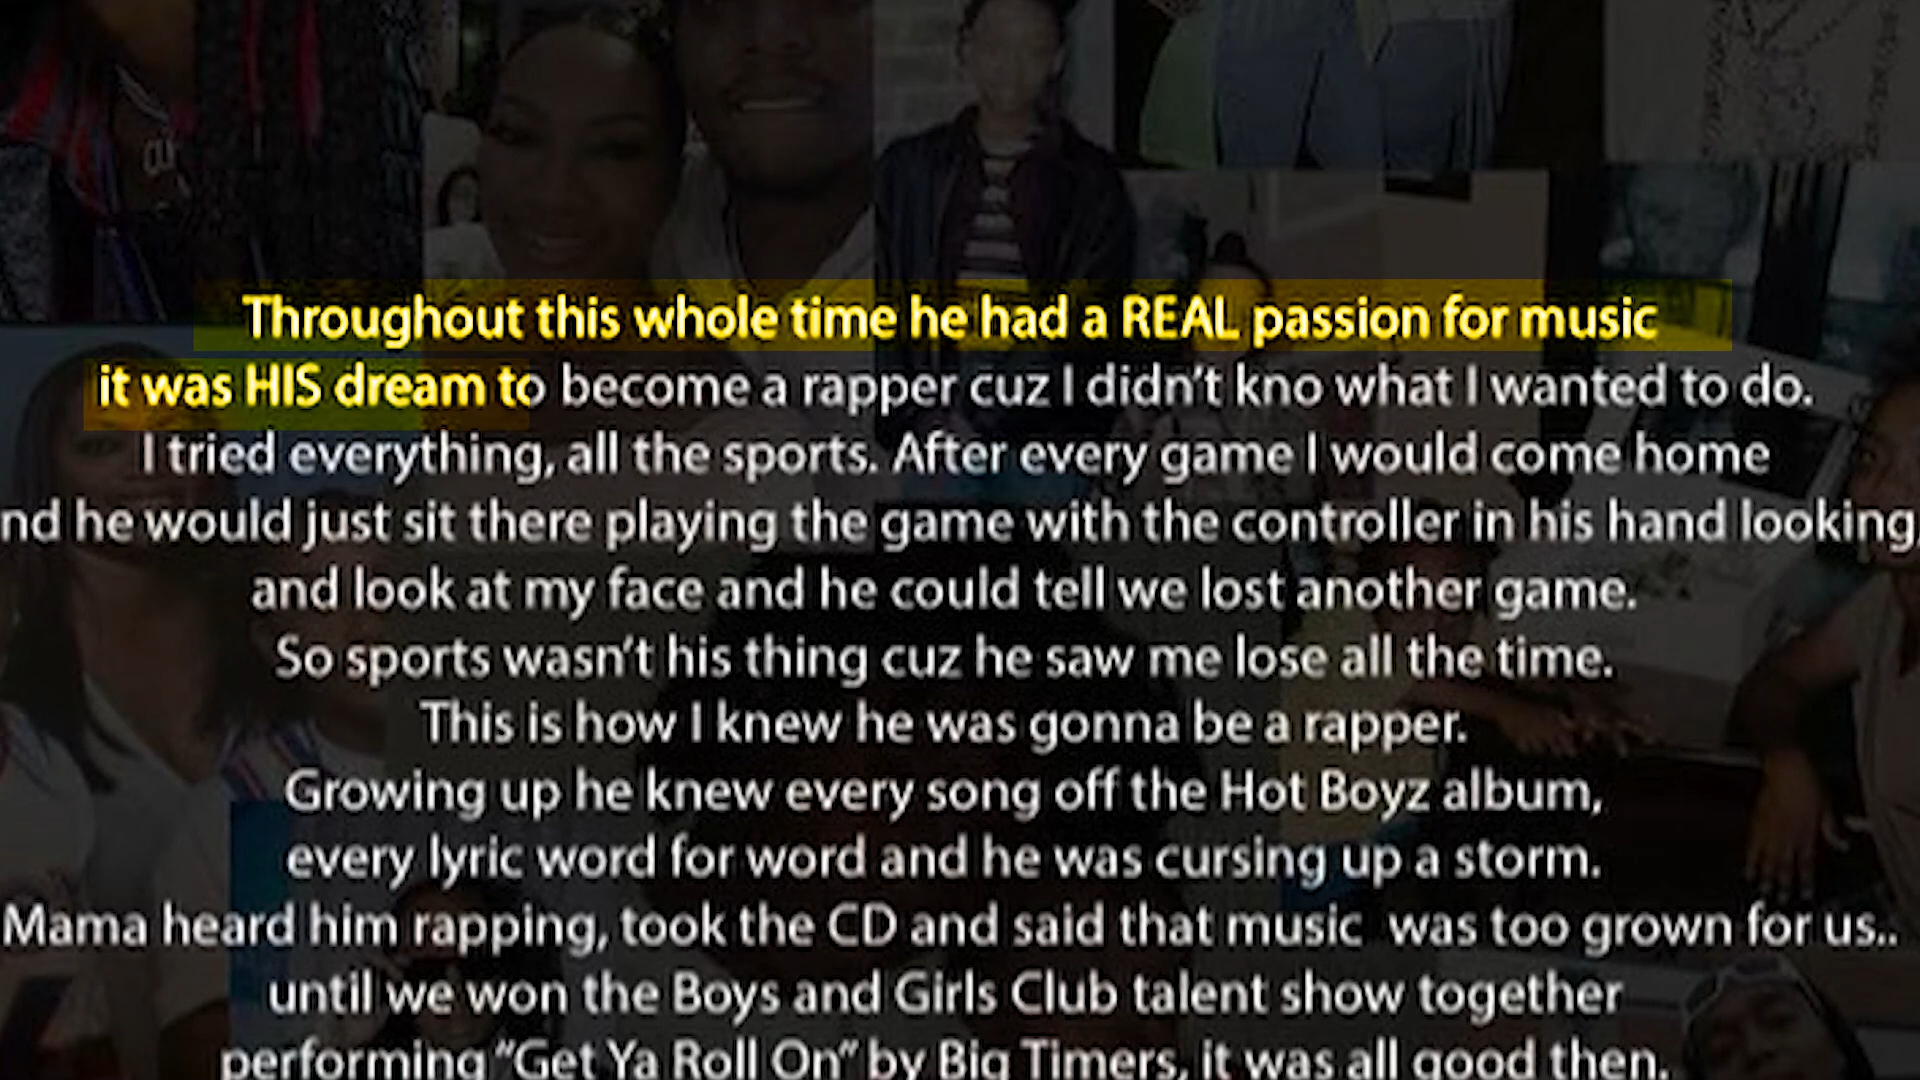 Throughout this whole time he had a REAL passion for music
it was HIS dream to become a rapper cuz I didn't kno what I wanted to do.
I tried everything, all the sports. After every game I would come home
nd he would just sit there playing the game with the controller in his hand looking,
and look at my face and he could tell we lost another game.
So sports wasn't his thing cuz he saw me lose all the time.
This is how I knew he was gonna be a rapper.
Growing up he knew every song off the Hot Boyz album,
every lyric word for word and he was cursing up a storm.
Mama heard him rapping, took the CD and said that music was too grown for us..
until we won the Boys and Girls Club talent show together
performing "Get Ya Roll On" by Big Timers, it was all good then.